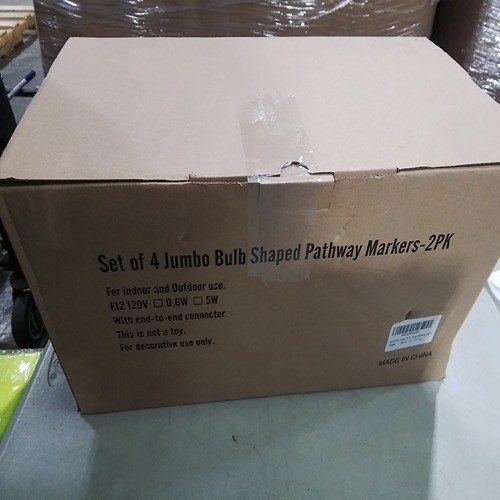 Set of 4 Jumbo Bulb Shaped Pathway Markers-2PK
For indoor and Outdoor use.
E12 120V ☐ 0.6W ☐ 5W
With end-to-end connector.
This is not a toy.
For decorative use only.
MADE IN CHINA